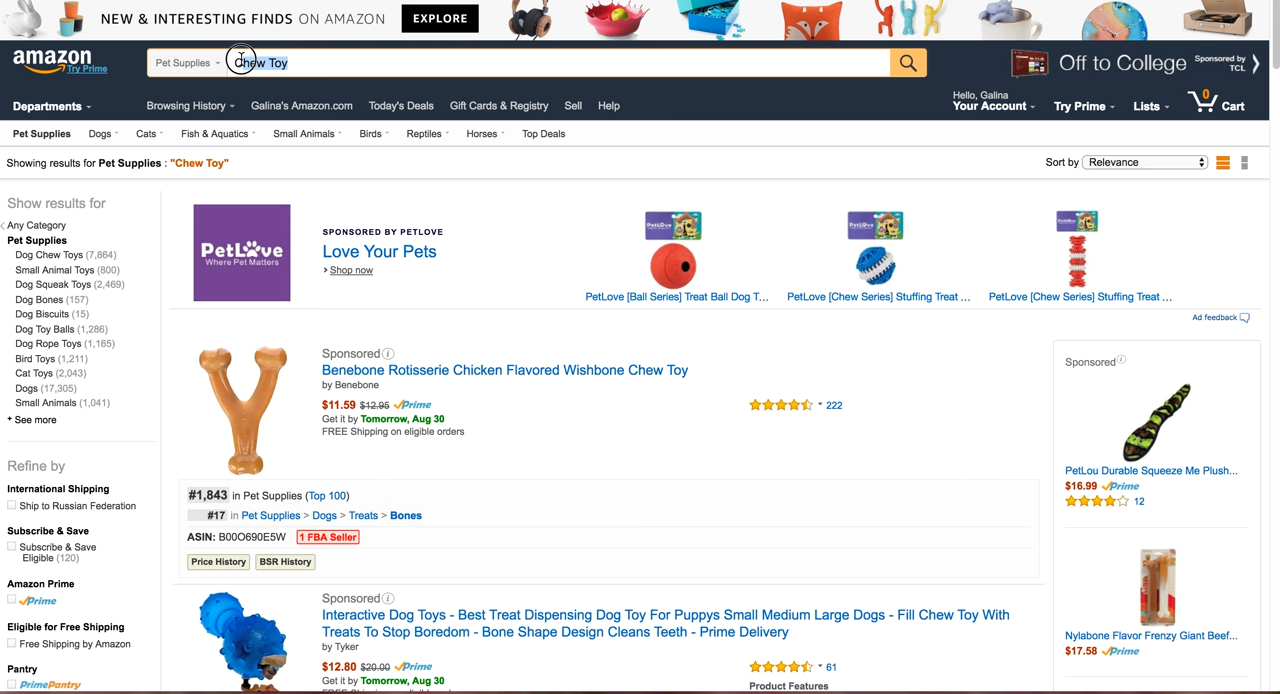 NEW & INTERESTING FINDS ON AMAZON EXPLORE
amazon
Try Prime
Pet Supplies
Chew Toy
Off to College
Sponsored by
TCL
Departments
Browsing History
Galina's Amazon.com
Today's Deals
Gift Cards & Registry
Sell
Help
Hello, Galina
Your Account
Try Prime
Lists
0
Cart
Pet Supplies
Dogs
Cats
Fish & Aquatics
Small Animals
Birds
Reptiles
Horses
Top Deals
Showing results for Pet Supplies : "Chew Toy"
Sort by Relevance
Show results for
Any Category
Pet Supplies
Dog Chew Toys (7,864)
Small Animal Toys (800)
Dog Squeak Toys (2,469)
Dog Bones (157)
Dog Biscuits (15)
Dog Toy Balls (1,286)
Dog Rope Toys (1,165)
Bird Toys (1,211)
Cat Toys (2,043)
Dogs (17,305)
Small Animals (1,041)
+ See more
Refine by
International Shipping
Ship to Russian Federation
Subscribe & Save
Subscribe & Save
Eligible (120)
Amazon Prime
Prime
Eligible for Free Shipping
Free Shipping by Amazon
Pantry
PrimePantry
PetLove
Where Pet Matters
SPONSORED BY PETLOVE
Love Your Pets
Shop now
PetLove [Ball Series] Treat Ball Dog T...
PetLove [Chew Series] Stuffing Treat ...
PetLove [Chew Series] Stuffing Treat ...
Ad feedback
Sponsored
Benebone Rotisserie Chicken Flavored Wishbone Chew Toy
by Benebone
$11.59 $12.95 Prime
Get it by Tomorrow, Aug 30
FREE Shipping on eligible orders
222
#1,843 in Pet Supplies (Top 100)
#17 in Pet Supplies > Dogs > Treats > Bones
ASIN: B00O690E5W 1 FBA Seller
Price History
BSR History
Sponsored
Interactive Dog Toys - Best Treat Dispensing Dog Toy For Puppys Small Medium Large Dogs - Fill Chew Toy With
Treats To Stop Boredom - Bone Shape Design Cleans Teeth - Prime Delivery
by Tyker
$12.80 $20.00 Prime
Get it by Tomorrow, Aug 30
61
Product Features
Sponsored
PetLou Durable Squeeze Me Plush...
$16.99 Prime
12
Nylabone Flavor Frenzy Giant Beef...
$17.58 Prime